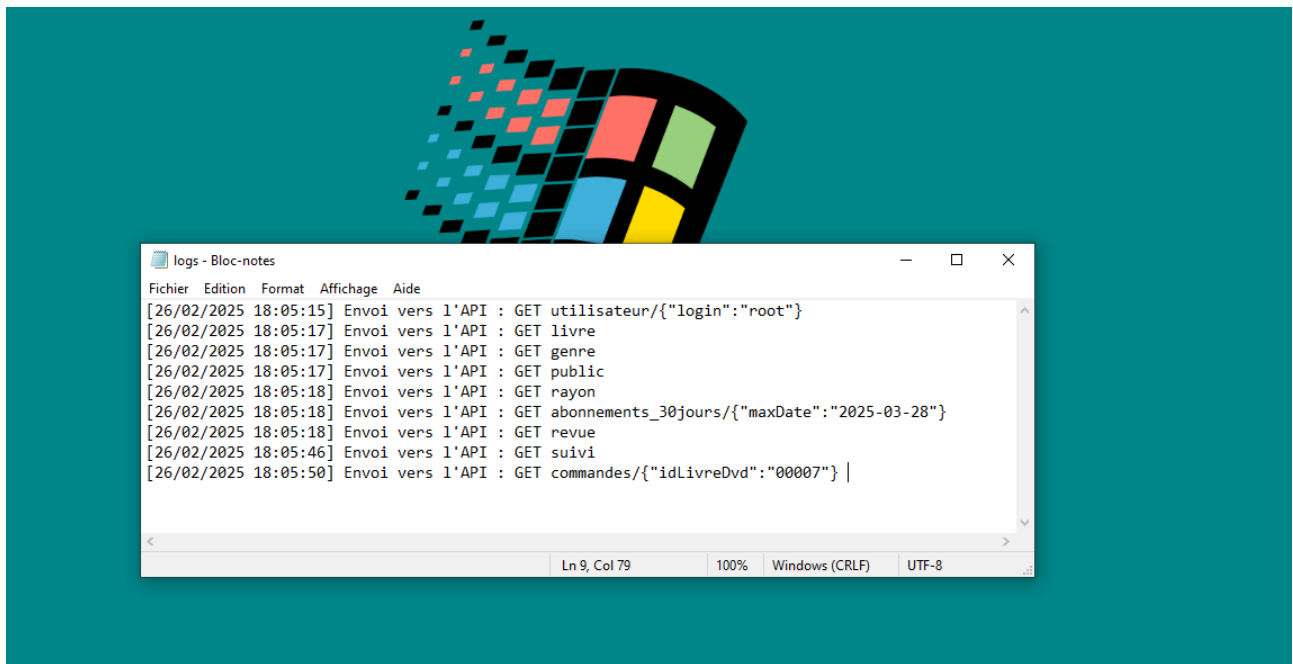 logs - Bloc-notes
Fichier Edition Format Affichage Aide
[26/02/2025 18:05:15] Envoi vers l'API : GET utilisateur/{"login":"root"}
[26/02/2025 18:05:17] Envoi vers l'API : GET livre
[26/02/2025 18:05:17] Envoi vers l'API : GET genre
[26/02/2025 18:05:17] Envoi vers l'API : GET public
[26/02/2025 18:05:18] Envoi vers l'API : GET rayon
[26/02/2025 18:05:18] Envoi vers l'API : GET abonnements_30jours/{"maxDate":"2025-03-28"}
[26/02/2025 18:05:18] Envoi vers l'API : GET revue
[26/02/2025 18:05:46] Envoi vers l'API : GET suivi
[26/02/2025 18:05:50] Envoi vers l'API : GET commandes/{"idLivreDvd":"00007"}
Ln 9, Col 79 100% Windows (CRLF) UTF-8